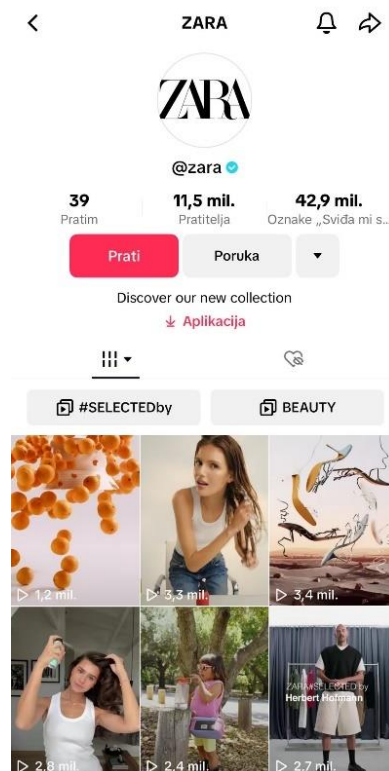 ZARA
ZARA
@zara
39 11,5 mil. 42,9 mil.
Pratim Pratitelja Oznake „Sviđa mi s...
Prati Poruka
Discover our new collection
Aplikacija
#SELECTEDby BEAUTY
1,2 mil. 3,3 mil. 3,4 mil.
ZARA#SELECTED by
Herbert Hofmann
2,8 mil. 2,4 mil. 2,7 mil.